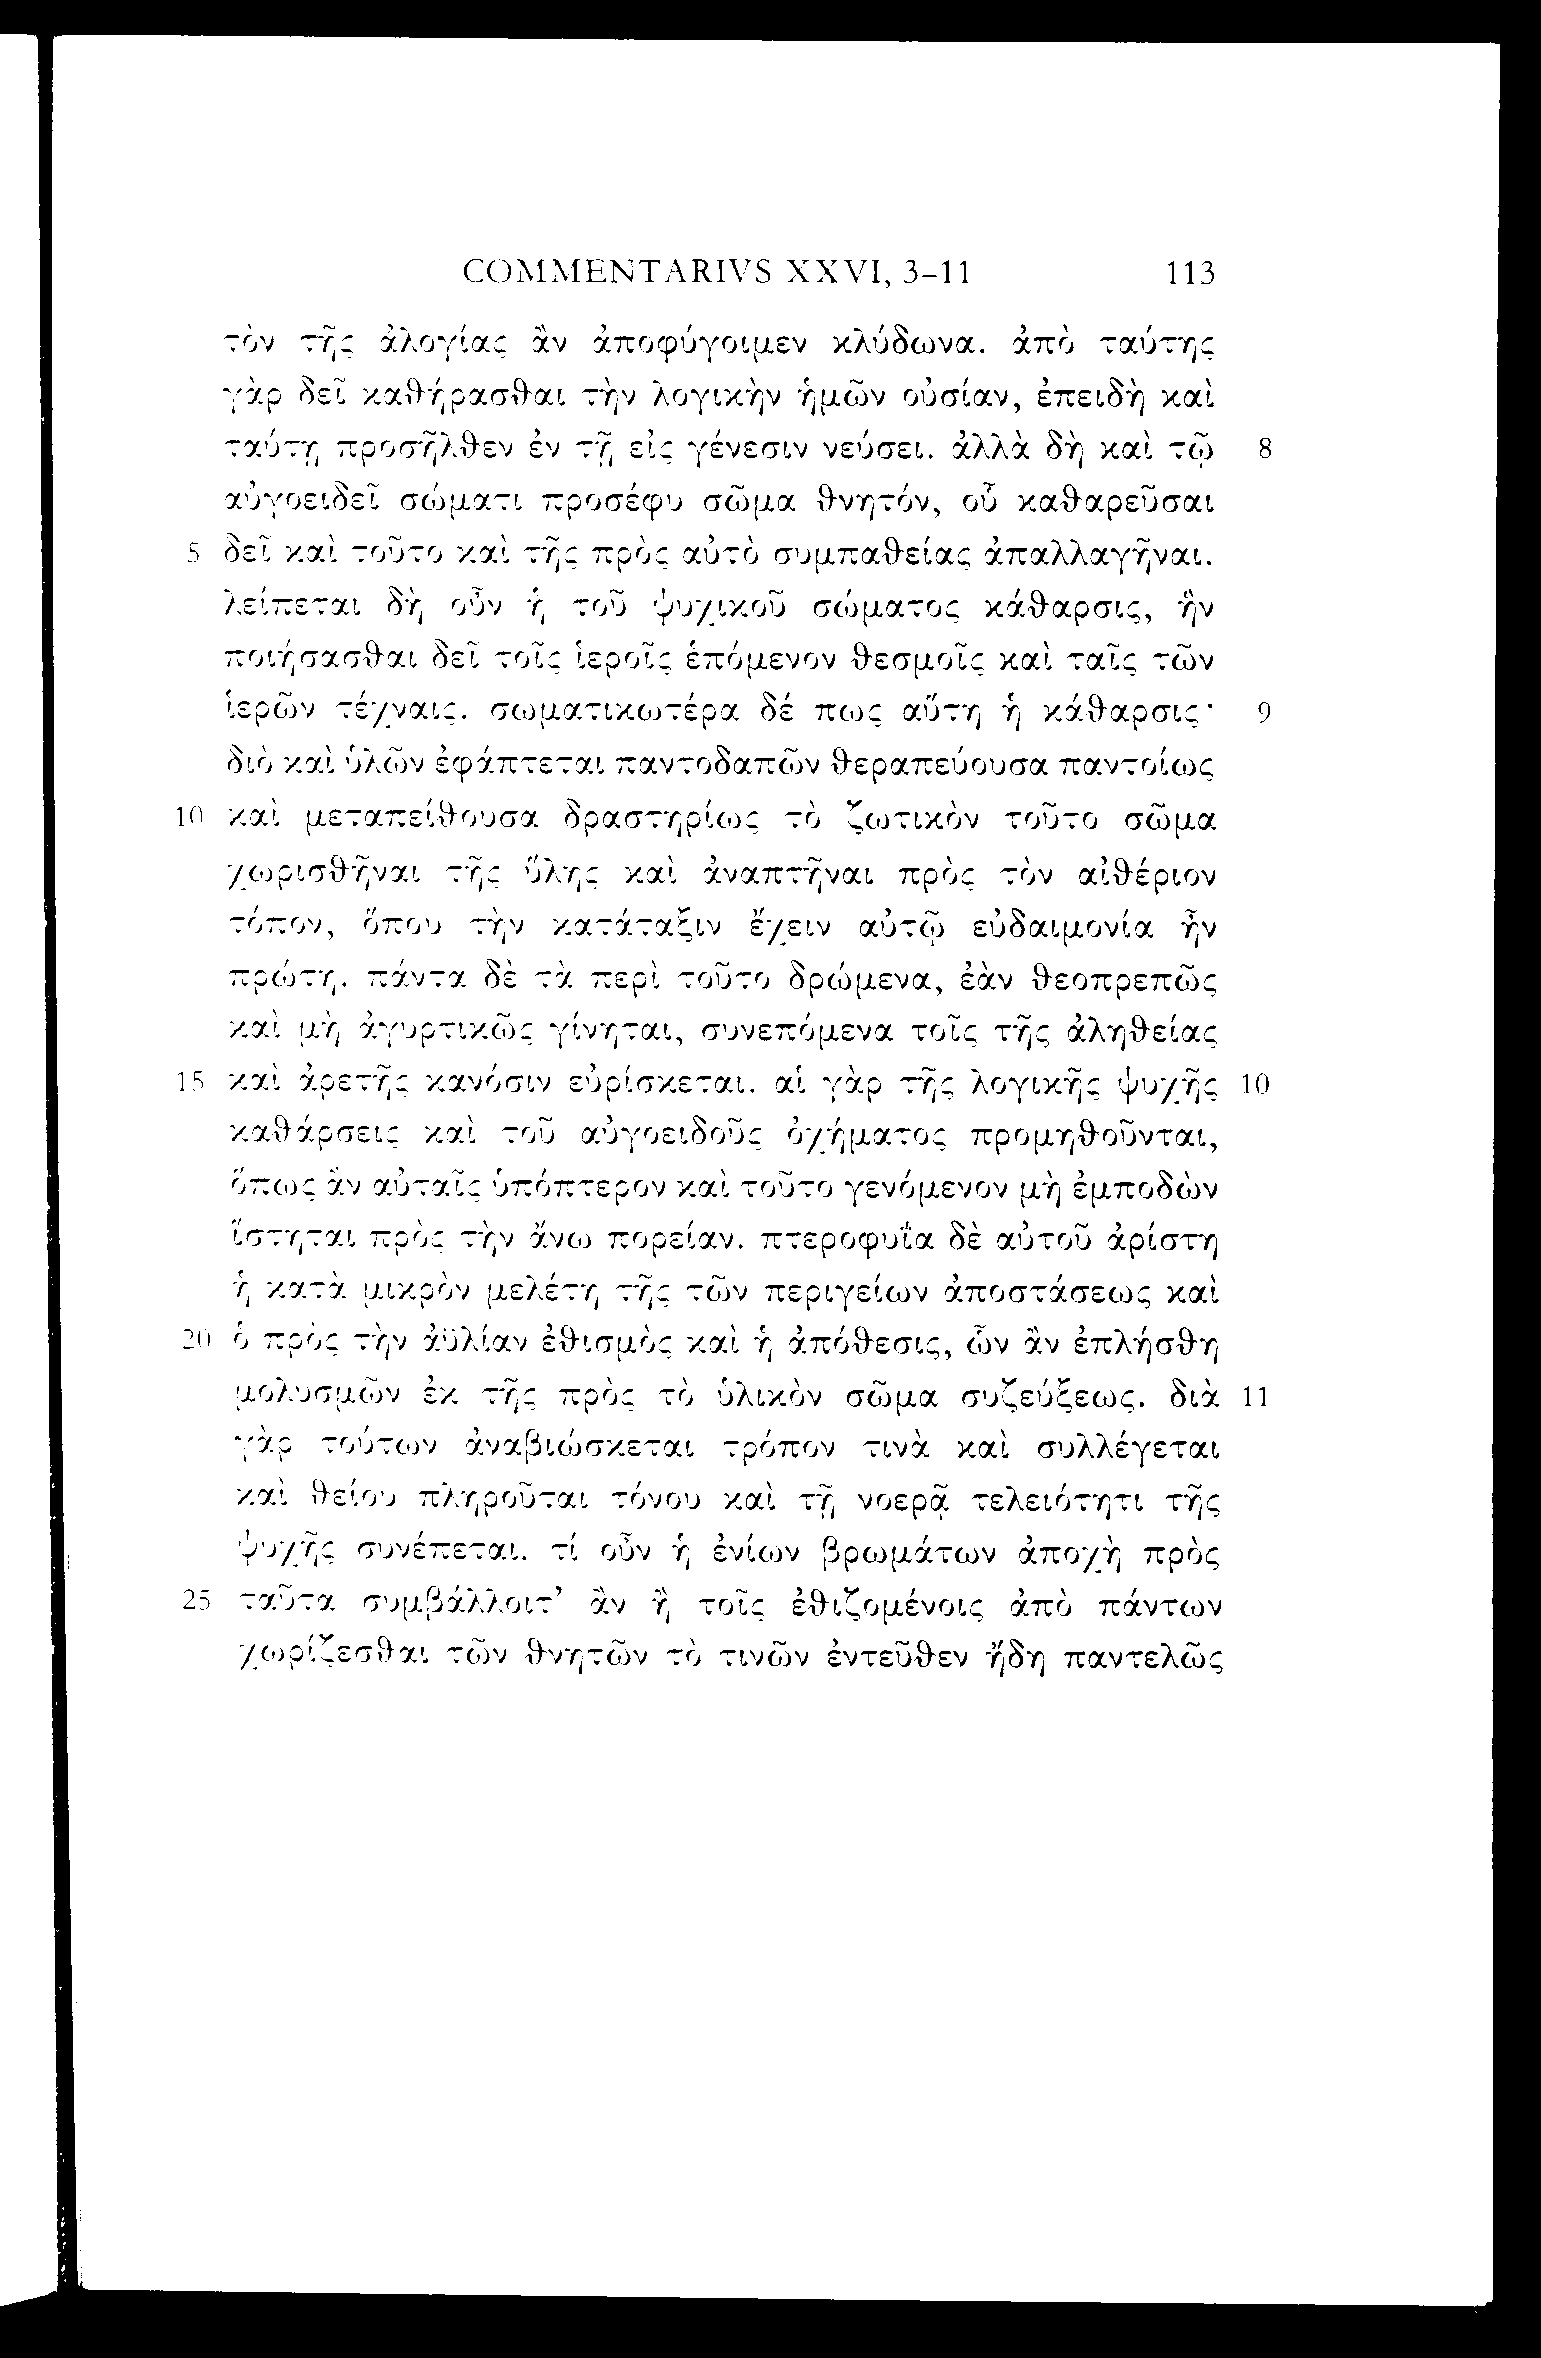 COMMENTARIVS XXVI, 3–11 113
τὸν τῆς ἀλογίας ἂν ἀποφύγοιμεν κλύδωνα. ἀπὸ ταύτης
γὰρ δεῖ καθήρασθαι τὴν λογικὴν ἡμῶν οὐσίαν, ἐπειδὴ καὶ
ταύτῃ προσῆλθεν ἐν τῇ εἰς γένεσιν νεύσει. ἀλλὰ δὴ καὶ τῷ 8
αὐγοειδεῖ σώματι προσέφυ σῶμα θνητόν, οὗ καθαρεῦσαι
5 δεῖ καὶ τοῦτο καὶ τῆς πρὸς αὐτὸ συμπαθείας ἀπαλλαγῆναι.
λείπεται δὴ οὖν ἡ τοῦ ψυχικοῦ σώματος κάθαρσις, ἣν
ποιήσασθαι δεῖ τοῖς ἱεροῖς ἑπόμενον θεσμοῖς καὶ ταῖς τῶν
ἱερῶν τέχναις. σωματικωτέρα δέ πως αὕτη ἡ κάθαρσις· 9
διὸ καὶ ὑλῶν ἐφάπτεται παντοδαπῶν θεραπεύουσα παντοίως
10 καὶ μεταπείθουσα δραστηρίως τὸ ζωτικὸν τοῦτο σῶμα
χωρισθῆναι τῆς ὕλης καὶ ἀναπτῆναι πρὸς τὸν αἰθέριον
τόπον, ὅπου τὴν κατάταξιν ἔχειν αὐτῷ εὐδαιμονία ἦν
πρώτη. πάντα δὲ τὰ περὶ τοῦτο δρώμενα, ἐὰν θεοπρεπῶς
καὶ μὴ ἀγυρτικῶς γίνηται, συνεπόμενα τοῖς τῆς ἀληθείας
15 καὶ ἀρετῆς κανόσιν εὑρίσκεται. αἱ γὰρ τῆς λογικῆς ψυχῆς 10
καθάρσεις καὶ τοῦ αὐγοειδοῦς ὀχήματος προμηθοῦνται,
ὅπως ἂν αὐταῖς ὑπόπτερον καὶ τοῦτο γενόμενον μὴ ἐμποδὼν
ἵστηται πρὸς τὴν ἄνω πορείαν. πτεροφυΐα δὲ αὐτοῦ ἀρίστη
ἡ κατὰ μικρὸν μελέτη τῆς τῶν περιγείων ἀποστάσεως καὶ
20 ὁ πρὸς τὴν ἀϋλίαν ἐθισμὸς καὶ ἡ ἀπόθεσις, ὧν ἂν ἐπλήσθη
μολυσμῶν ἐκ τῆς πρὸς τὸ ὑλικὸν σῶμα συζεύξεως. διὰ 11
γὰρ τούτων ἀναβιώσκεται τρόπον τινὰ καὶ συλλέγεται
καὶ θείου πληροῦται τόνου καὶ τῇ νοερᾷ τελειότητι τῆς
ψυχῆς συνέπεται. τί οὖν ἡ ἐνίων βρωμάτων ἀποχὴ πρὸς
25 ταῦτα συμβάλλοιτ’ ἂν ἢ τοῖς ἐθιζομένοις ἀπὸ πάντων
χωρίζεσθαι τῶν θνητῶν τὸ τινῶν ἐντεῦθεν ἤδη παντελῶς